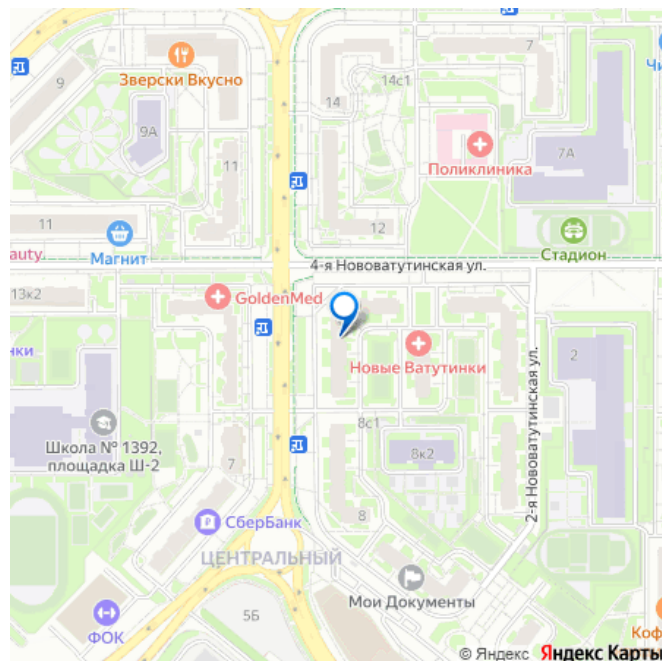 7
9
14с1
Зверски Вкусно
Чи
14
9А
7А
11
Поликлиника
11
12
Стадион
eauty
Магнит
4-я Нововатутинская ул.
13к2
GoldenMed
нки
Новые Ватутинки
2
2-я Нововатутинская ул.
8с1
Школа № 1392,
площадка Ш-2
7
8к2
СберБанк
8
ЦЕНТРАЛЬНЫЙ
Мои Документы
5Б
ФОК
Коф
© Яндекс Яндекс Карты